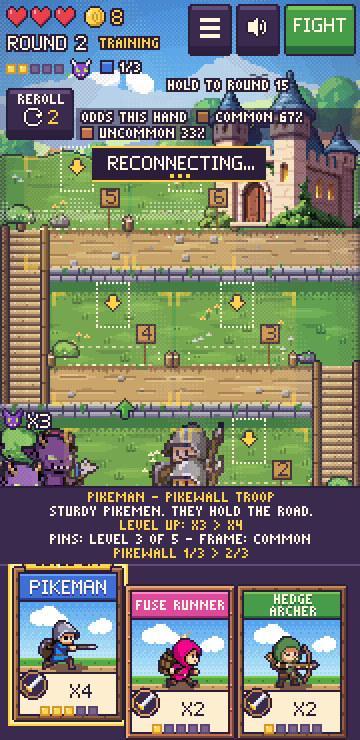 8
FIGHT
ROUND 2 TRAINING
1/3
HOLD TO ROUND 15
REROLL
2
ODDS THIS HAND COMMON 67%
UNCOMMON 33%
RECONNECTING...
5
6
4
3
X3
2
PIKEMAN - PIKEWALL TROOP
STURDY PIKEMEN. THEY HOLD THE ROAD.
LEVEL UP: X3 > X4
PINS: LEVEL 3 OF 5 - FRAME: COMMON
PIKEWALL 1/3 > 2/3
PIKEMAN
X4
FUSE RUNNER
X2
HEDGE
ARCHER
X2